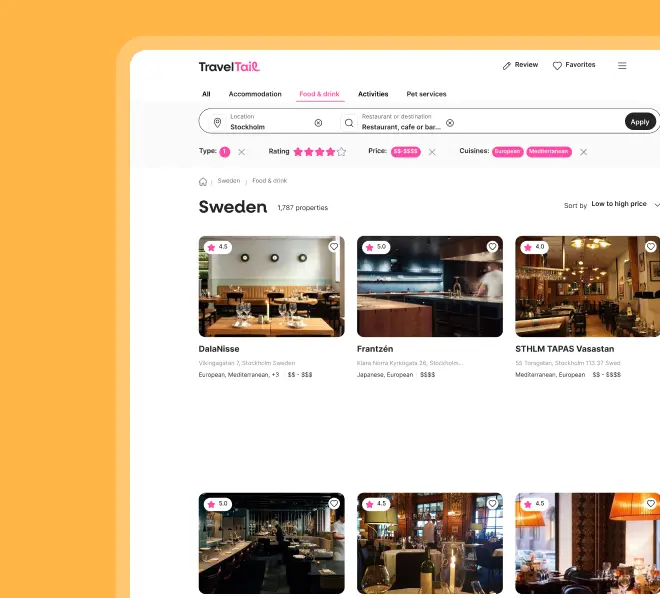 TravelTail
Review
Favorites
All
Accommodation
Food & drink
Activities
Pet services
Location
Stockholm
Restaurant or destination
Restaurant, cafe or bar...
Apply
Type:
1
Rating
Price:
$$-$$$$
Cuisines:
European
Mediterranean
Sweden
Food & drink
Sweden
1,787 properties
Sort by
Low to high price
4.5
5.0
4.0
DalaNisse
Frantzén
STHLM TAPAS Vasastan
Vikingagatan 7, Stockholm Sweden
Klara Norra Kyrkogata 26, Stockholm...
55 Torsgatan, Stockholm 113 37 Swed
European, Mediterranean, +3
$$ - $$$
Japanese, European
$$$$
Mediterranean, European
$$ - $$$$
5.0
4.5
4.5